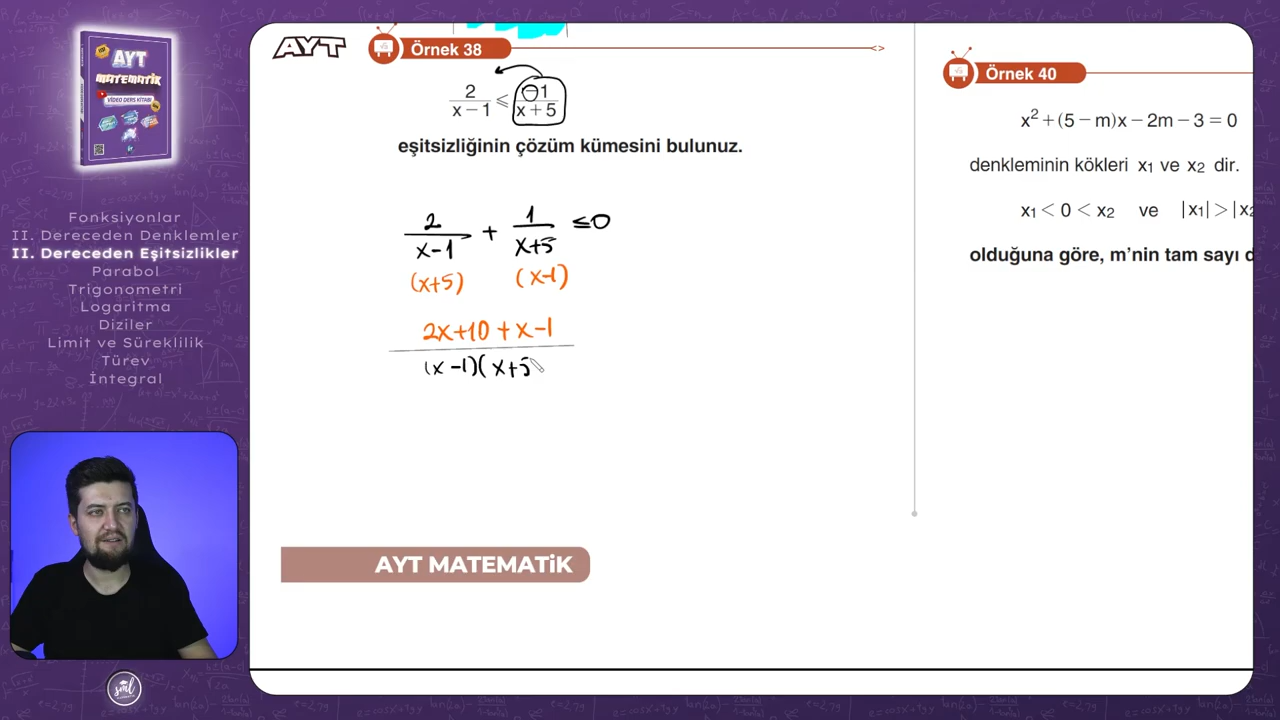 AYT
MATEMATİK
VİDEO DERS KİTABI
Fonksiyonlar
II. Dereceden Denklemler
II. Dereceden Eşitsizlikler
Parabol
Trigonometri
Logaritma
Diziler
Limit ve Süreklilik
Türev
İntegral
sml
AYT
Örnek 38
2/(x − 1) ⩽ −1/(x + 5)
eşitsizliğinin çözüm kümesini bulunuz.
2/(x-1) + 1/(x+5) ≤0
(x+5) (x-1)
2x+10 + x-1
(x-1)(x+5
AYT MATEMATİK
Örnek 40
x² + (5 − m)x − 2m − 3 = 0
denkleminin kökleri x₁ ve x₂ dir.
x₁ < 0 < x₂ ve |x₁| > |x₂
olduğuna göre, m’nin tam sayı d